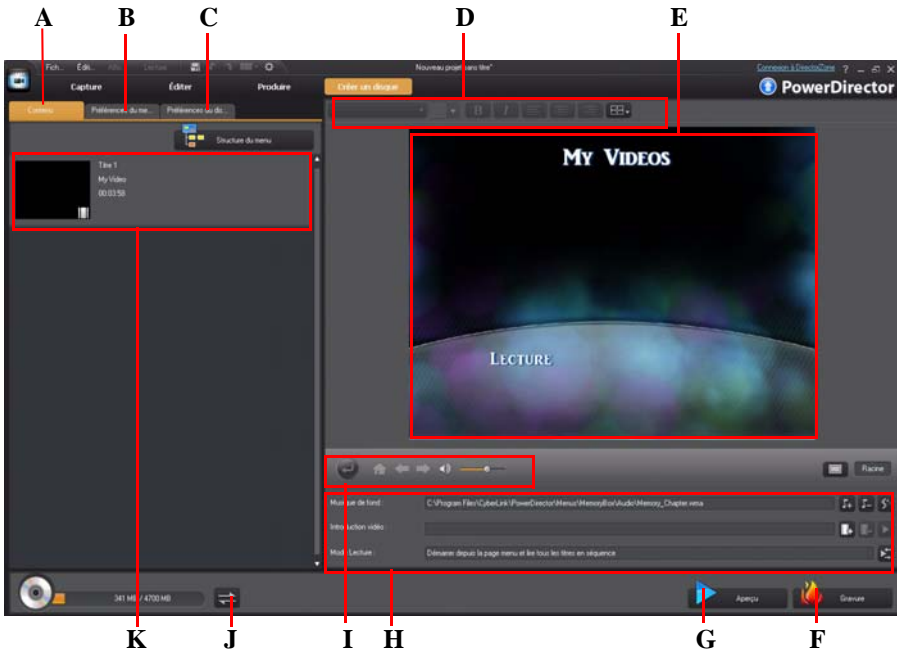 A B C D E
Fich... Édit... Lecture Nouveau projet sans titre* Connexion à DirectorZone ? _ X
Capture Éditer Produire Créer un disque PowerDirector
Contenu Préférences du me... Préférences du do...
B I
Structure du menu
Titre 1
My Video
00:03:58
MY VIDEOS
LECTURE
Racine
Musique de fond : C:\Program Files\CyberLink\PowerDirector\Menus\MemoryBox\Audio\Memory_Chapter.wma
Introduction vidéo :
Mode Lecture : Démarrer depuis la page menu et lire tous les titres en séquence
341 MB / 4700 MB Aperçu Gravure
K J I H G F